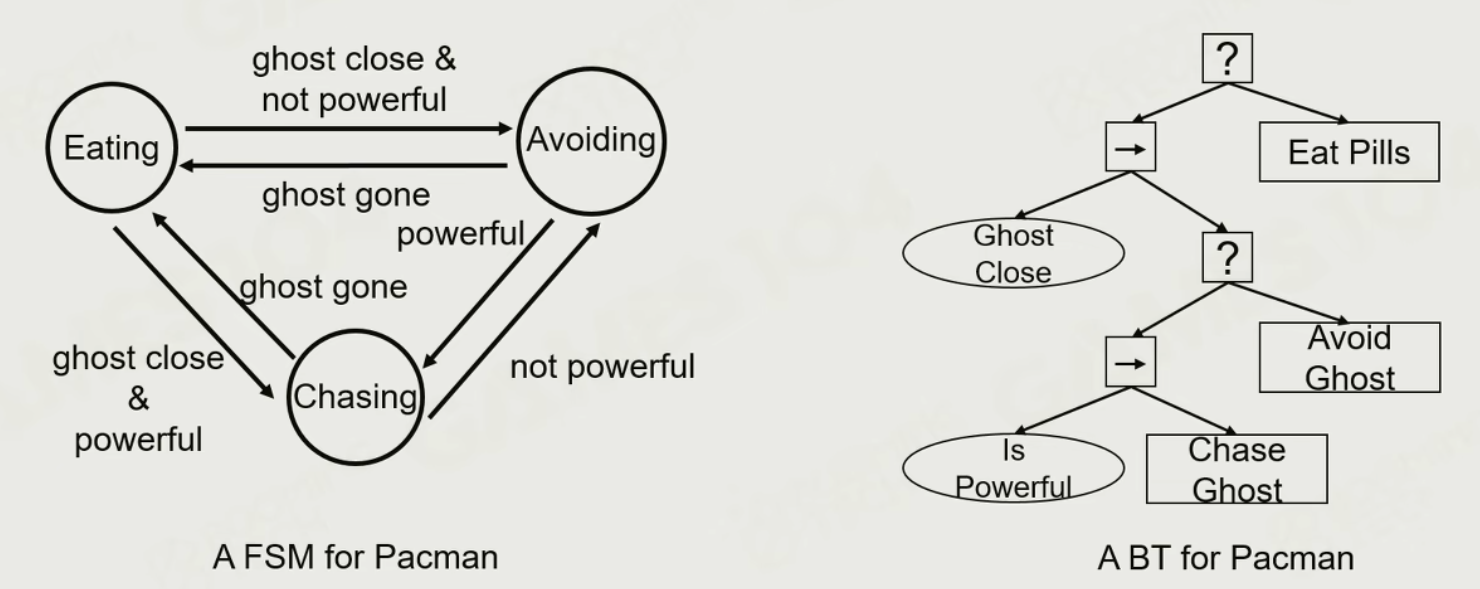 ghost close &
not powerful
Eating
Avoiding
ghost gone
powerful
ghost gone
ghost close
&
powerful
not powerful
Chasing
A FSM for Pacman
?
→
Eat Pills
Ghost
Close
?
→
Avoid
Ghost
Is
Powerful
Chase
Ghost
A BT for Pacman